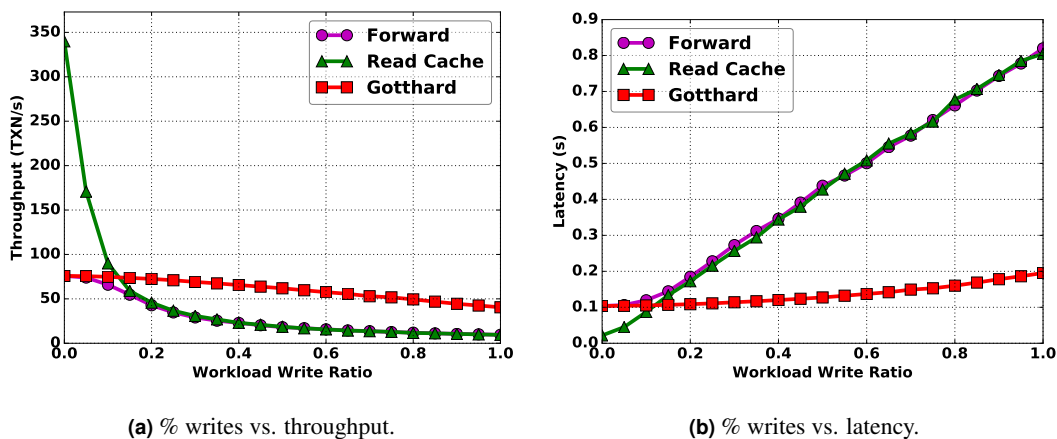 350
300
250
200
150
100
50
0
Throughput (TXN/s)
Forward
Read Cache
Gotthard
0.0 0.2 0.4 0.6 0.8 1.0
Workload Write Ratio
(a) % writes vs. throughput.
0.9
0.8
0.7
0.6
0.5
0.4
0.3
0.2
0.1
0.0
Latency (s)
Forward
Read Cache
Gotthard
0.0 0.2 0.4 0.6 0.8 1.0
Workload Write Ratio
(b) % writes vs. latency.